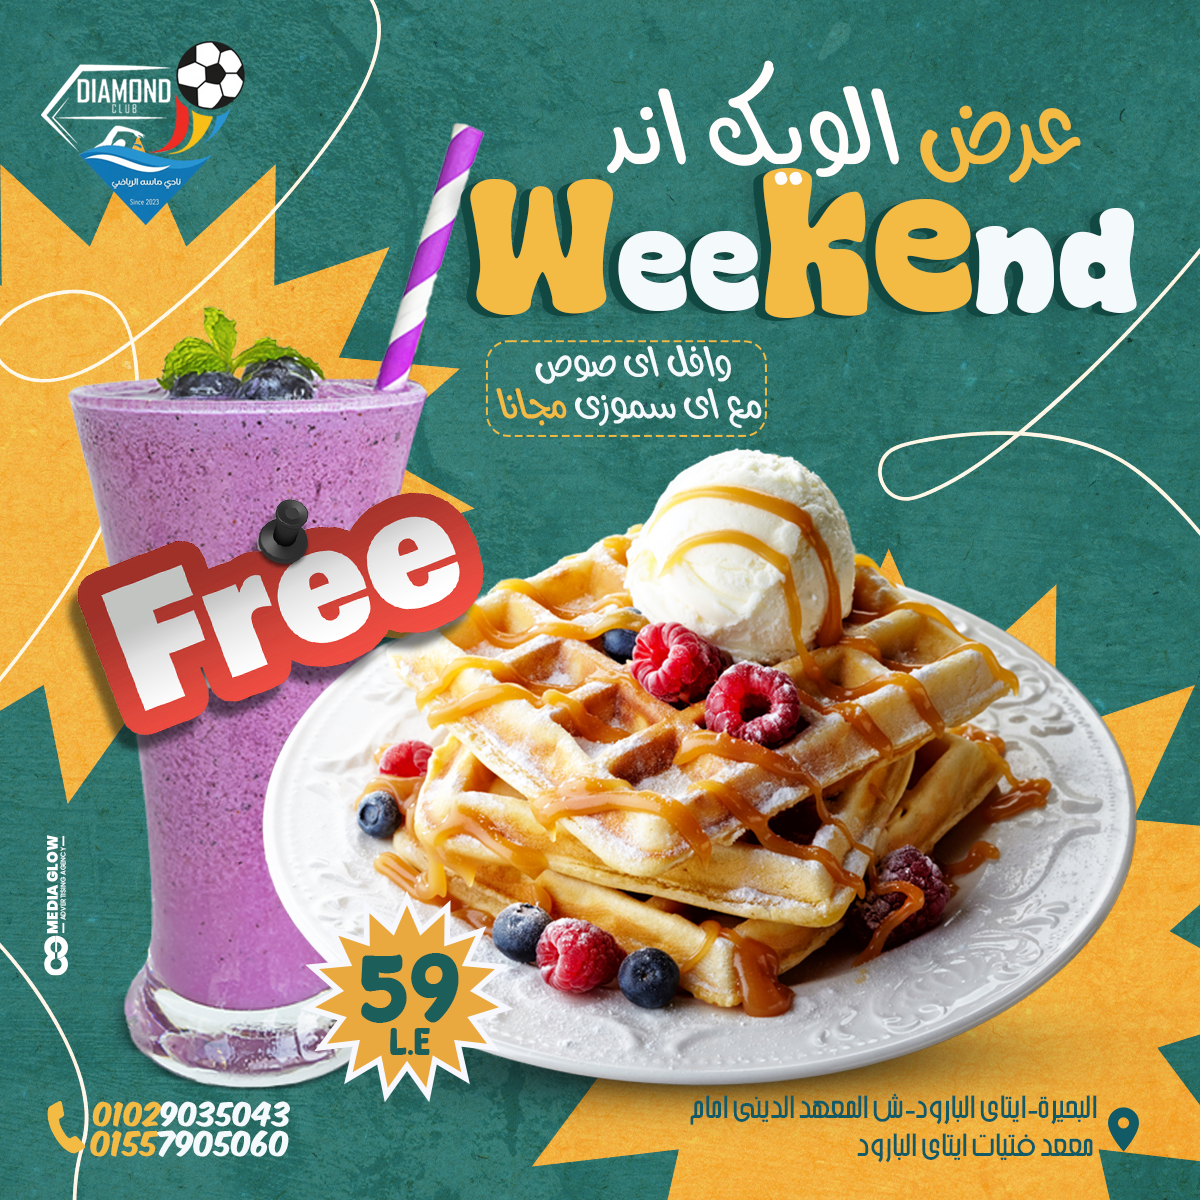 DIAMOND
CLUB
نادي ماسه الرياضي
Since 2023
عرض الويك اند
Weekend
وافل اى صوص
مع اى سموزى مجانا
Free
59
L.E
MEDIA GLOW
ADVERTISING AGENCY
01029035043
01557905060
البحيرة-ايتاى البارود-ش المعهد الدينى امام
معهد فتيات ايتاى البارود